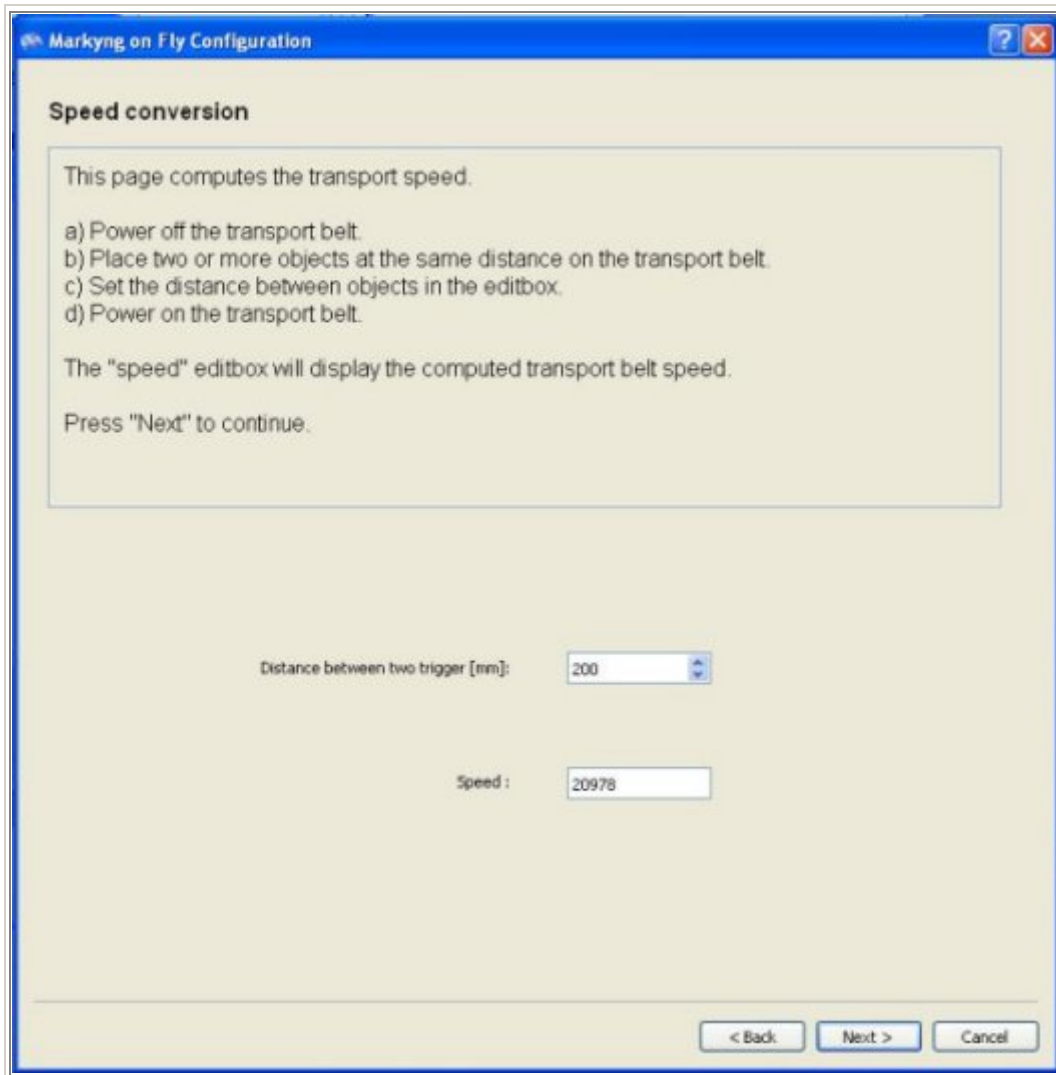 Markyng on Fly Configuration
Speed conversion
This page computes the transport speed.
a) Power off the transport belt.
b) Place two or more objects at the same distance on the transport belt.
c) Set the distance between objects in the editbox.
d) Power on the transport belt.
The "speed" editbox will display the computed transport belt speed.
Press "Next" to continue.
Distance between two trigger [mm]: 200
Speed : 20978
< Back Next > Cancel